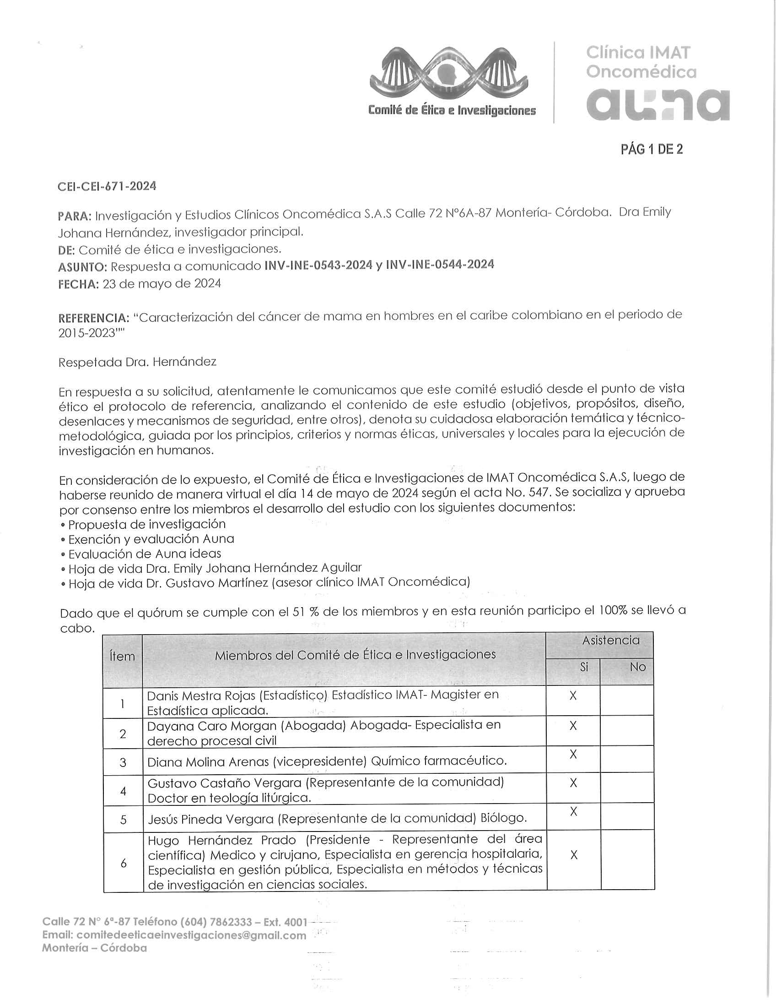 Comité de Ética e Investigaciones
Clínica IMAT
Oncomédica
auna
PÁG 1 DE 2
CEI-CEI-671-2024
PARA: Investigación y Estudios Clínicos Oncomédica S.A.S Calle 72 N°6A-87 Montería- Córdoba. Dra Emily
Johana Hernández, investigador principal.
DE: Comité de ética e investigaciones.
ASUNTO: Respuesta a comunicado INV-INE-0543-2024 y INV-INE-0544-2024
FECHA: 23 de mayo de 2024
REFERENCIA: "Caracterización del cáncer de mama en hombres en el caribe colombiano en el periodo de
2015-2023""
Respetada Dra. Hernández
En respuesta a su solicitud, atentamente le comunicamos que este comité estudió desde el punto de vista
ético el protocolo de referencia, analizando el contenido de este estudio (objetivos, propósitos, diseño,
desenlaces y mecanismos de seguridad, entre otros), denota su cuidadosa elaboración temática y técnico-
metodológica, guiada por los principios, criterios y normas éticas, universales y locales para la ejecución de
investigación en humanos.
En consideración de lo expuesto, el Comité de Ética e Investigaciones de IMAT Oncomédica S.A.S, luego de
haberse reunido de manera virtual el día 14 de mayo de 2024 según el acta No. 547. Se socializa y aprueba
por consenso entre los miembros el desarrollo del estudio con los siguientes documentos:
• Propuesta de investigación
• Exención y evaluación Auna
• Evaluación de Auna ideas
• Hoja de vida Dra. Emily Johana Hernández Aguilar
• Hoja de vida Dr. Gustavo Martínez (asesor clínico IMAT Oncomédica)
Dado que el quórum se cumple con el 51 % de los miembros y en esta reunión participo el 100% se llevó a
cabo.
Ítem Miembros del Comité de Ética e Investigaciones Asistencia
Si No
1 Danis Mestra Rojas (Estadístico) Estadístico IMAT- Magister en X
Estadística aplicada.
2 Dayana Caro Morgan (Abogada) Abogada- Especialista en X
derecho procesal civil
3 Diana Molina Arenas (vicepresidente) Químico farmacéutico. X
4 Gustavo Castaño Vergara (Representante de la comunidad) X
Doctor en teología litúrgica.
5 Jesús Pineda Vergara (Representante de la comunidad) Biólogo. X
6 Hugo Hernández Prado (Presidente - Representante del área
científica) Medico y cirujano, Especialista en gerencia hospitalaria, X
Especialista en gestión pública, Especialista en métodos y técnicas
de investigación en ciencias sociales.
Calle 72 N° 6ª-87 Teléfono (604) 7862333 – Ext. 4001
Email: comitedeeticaeinvestigaciones@gmail.com
Montería – Córdoba